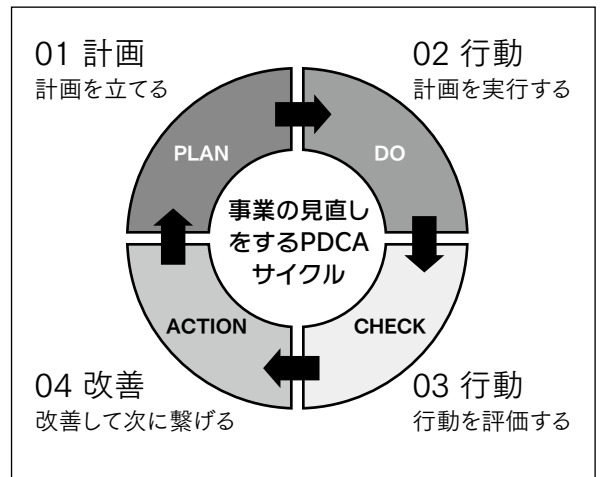 01 計画
計画を立てる
02 行動
計画を実行する
PLAN
DO
事業の見直し
をするPDCA
サイクル
ACTION
CHECK
04 改善
改善して次に繋げる
03 行動
行動を評価する